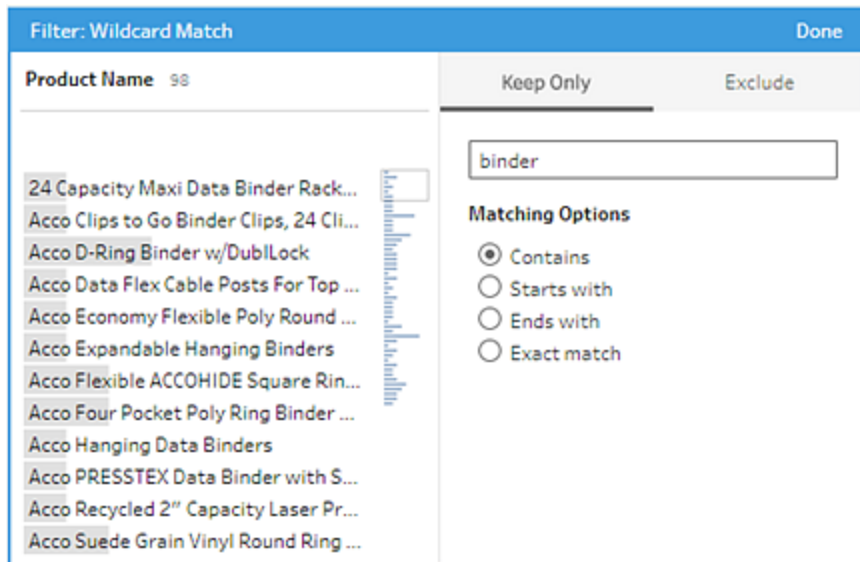 Filter: Wildcard Match
Done
Product Name 98
Keep Only
Exclude
binder
Matching Options
Contains
Starts with
Ends with
Exact match
24 Capacity Maxi Data Binder Rack...
Acco Clips to Go Binder Clips, 24 Cli...
Acco D-Ring Binder w/DublLock
Acco Data Flex Cable Posts For Top ...
Acco Economy Flexible Poly Round ...
Acco Expandable Hanging Binders
Acco Flexible ACCOHIDE Square Rin...
Acco Four Pocket Poly Ring Binder ...
Acco Hanging Data Binders
Acco PRESSTEX Data Binder with S...
Acco Recycled 2” Capacity Laser Pr...
Acco Suede Grain Vinyl Round Ring ...